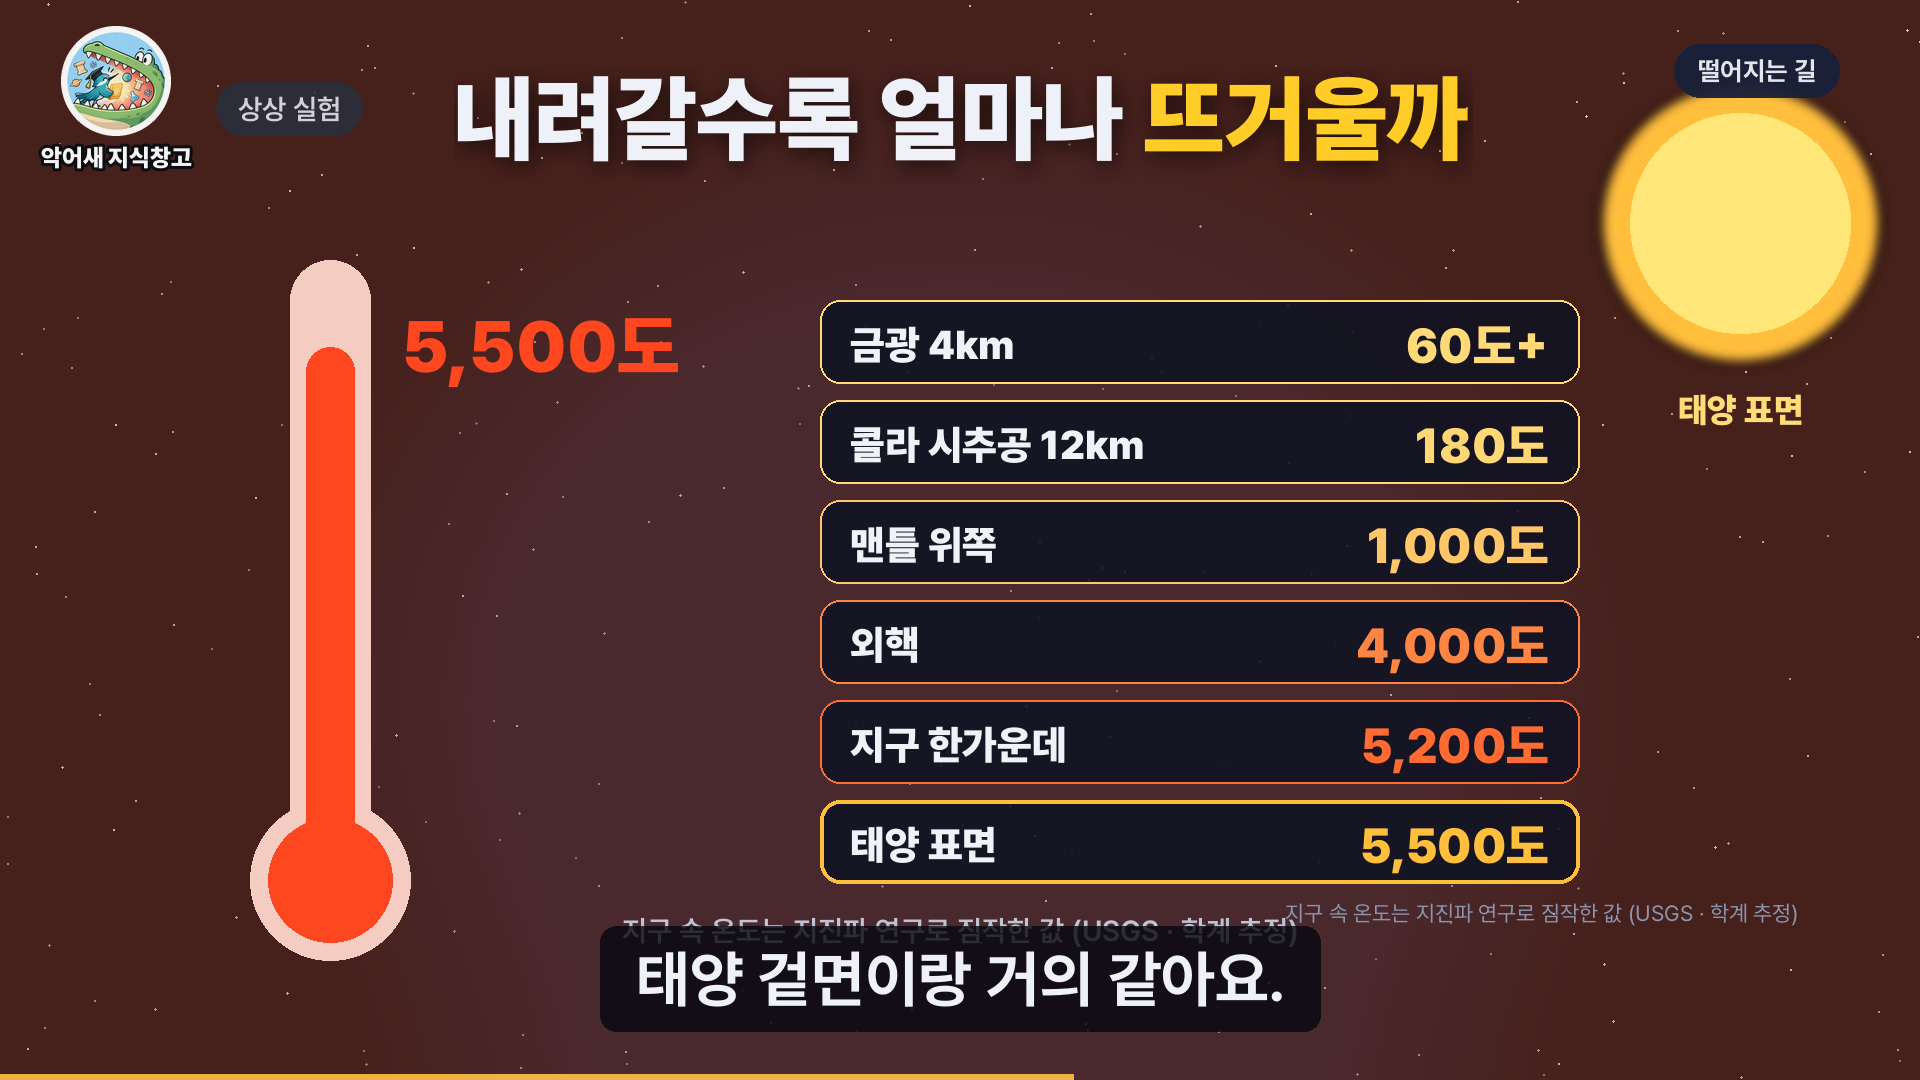 악어새 지식창고
상상 실험
내려갈수록 얼마나 뜨거울까
떨어지는 길
태양 표면
5,500도
금광 4km 60도+
콜라 시추공 12km 180도
맨틀 위쪽 1,000도
외핵 4,000도
지구 한가운데 5,200도
태양 표면 5,500도
지구 속 온도는 지진파 연구로 짐작한 값 (USGS · 학계 추정)
지구 속 온도는 지진파 연구로 짐작한 값 (USGS · 학계 추정)
태양 겉면이랑 거의 같아요.